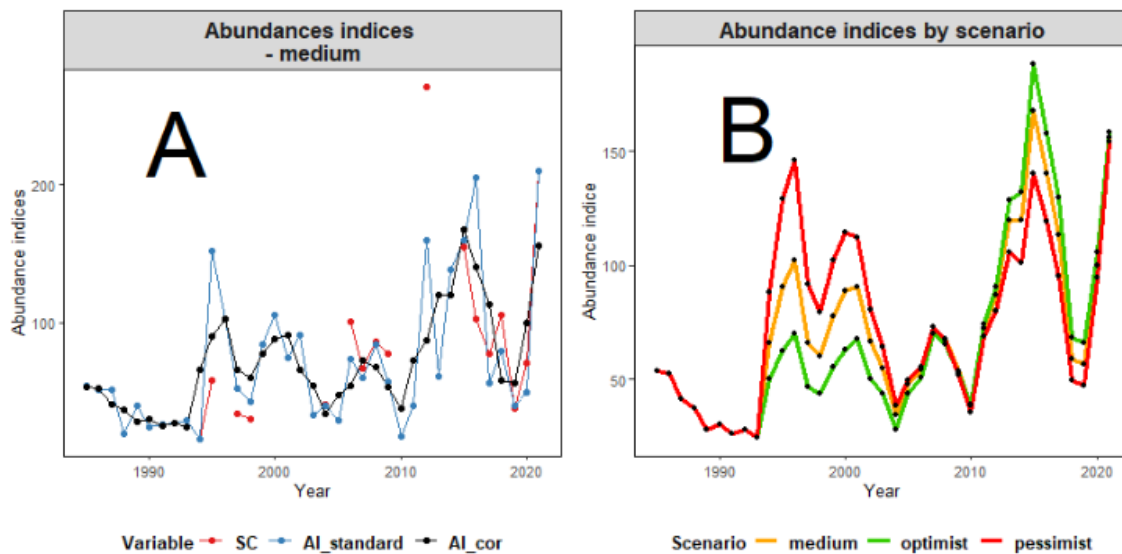 Abundances indices
- medium
A
Abundance indices
200
100
1990
2000
2010
2020
Year
Variable SC AI_standard AI_cor
Abundance indices by scenario
B
Abundance indice
150
100
50
1990
2000
2010
2020
Year
Scenario medium optimist pessimist